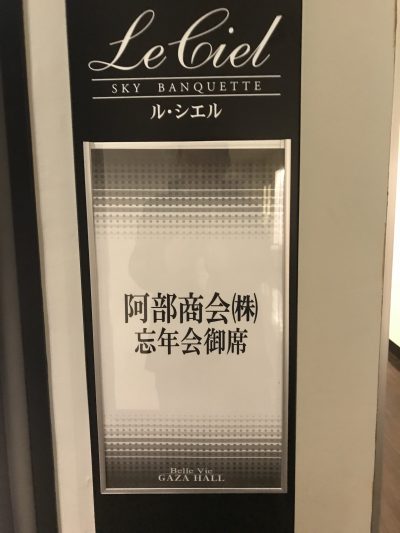 Le Ciel
SKY BANQUETTE
ル・シエル
阿部商会㈱
忘年会御席
Belle Vie
GAZA HALL